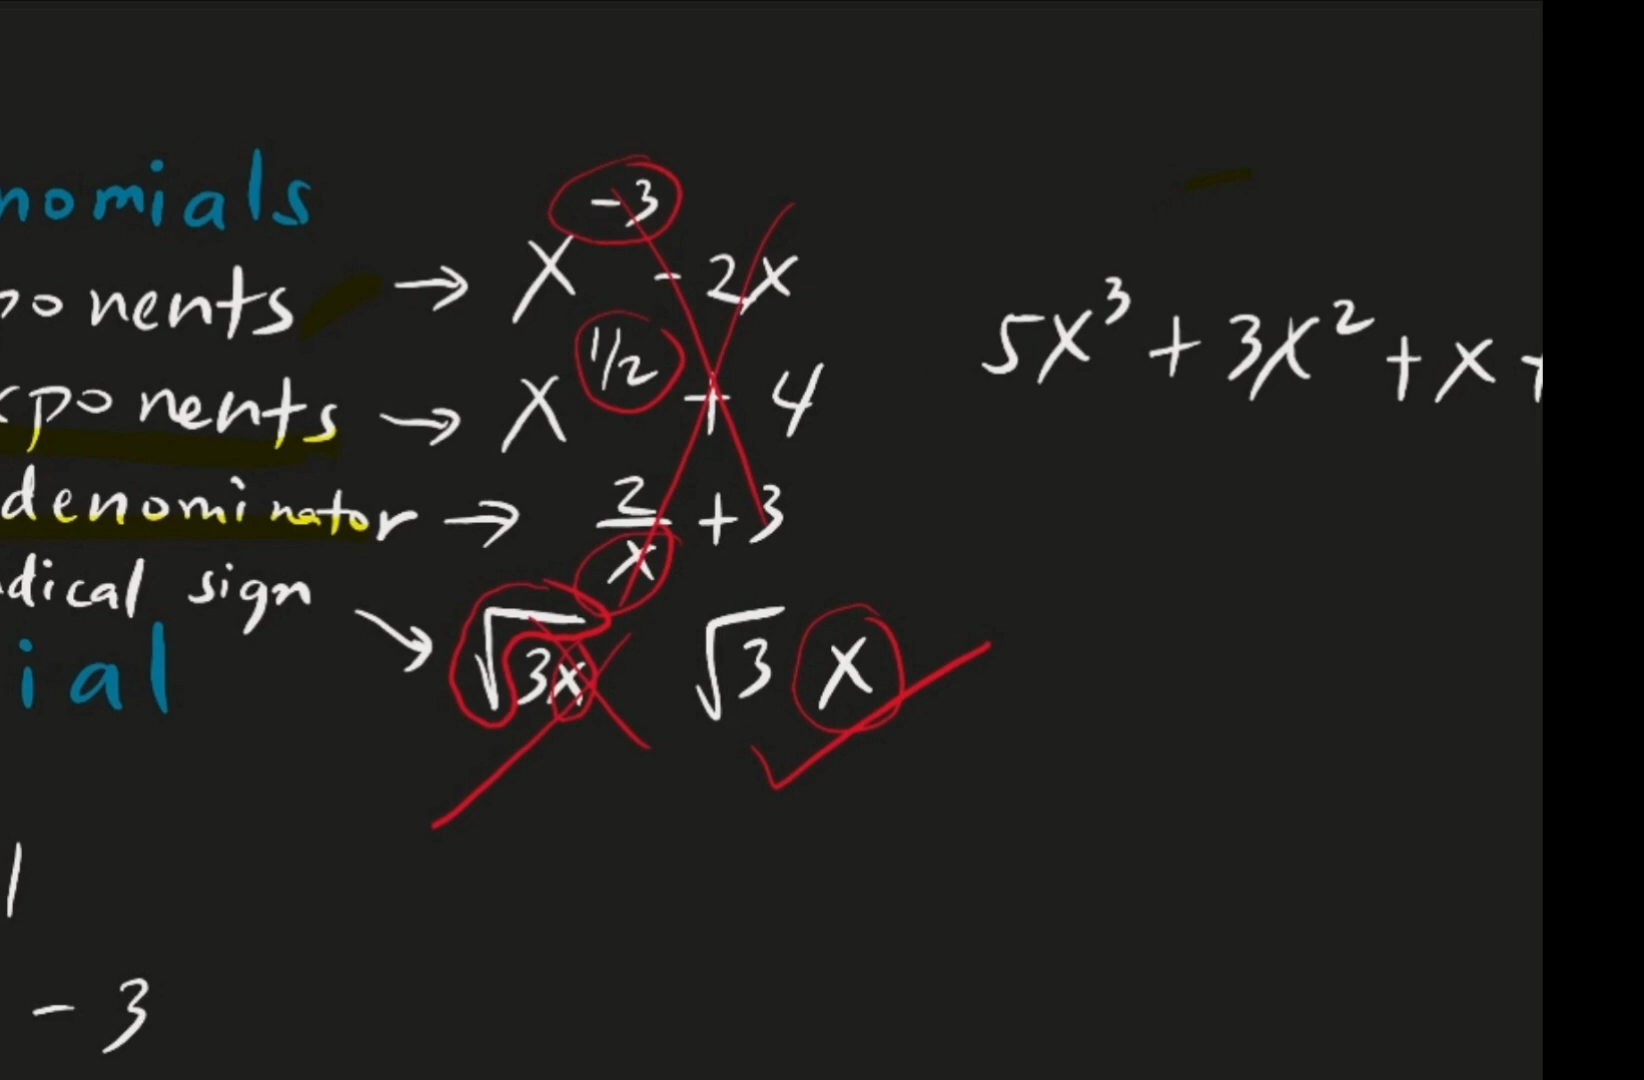 nomials
ponents → x^-3 - 2x
xponents → x^1/2 + 4
denominator → 2/x + 3
dical sign → √3x √3 x
ial
5x^3 + 3x^2 + x +
1
- 3